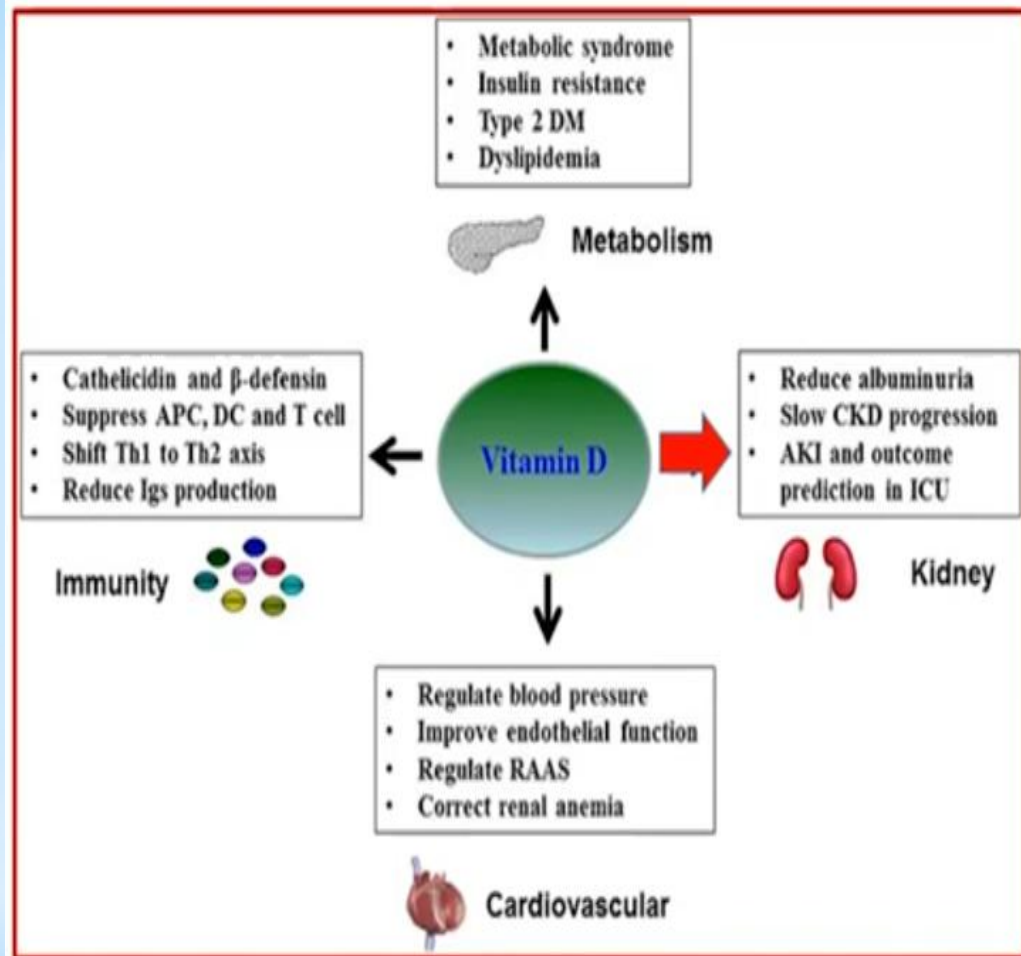 • Metabolic syndrome
• Insulin resistance
• Type 2 DM
• Dyslipidemia
Metabolism
• Cathelicidin and β-defensin
• Suppress APC, DC and T cell
• Shift Th1 to Th2 axis
• Reduce Igs production
Immunity
Vitamin D
• Reduce albuminuria
• Slow CKD progression
• AKI and outcome
prediction in ICU
Kidney
• Regulate blood pressure
• Improve endothelial function
• Regulate RAAS
• Correct renal anemia
Cardiovascular